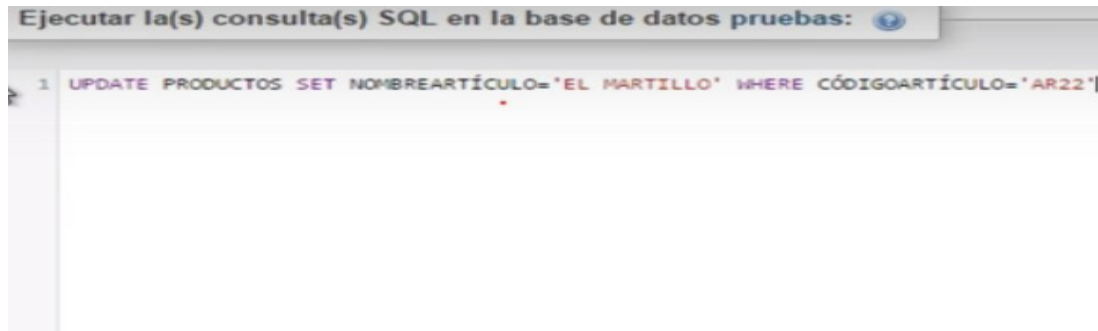 Ejecutar la(s) consulta(s) SQL en la base de datos pruebas:
1 UPDATE PRODUCTOS SET NOMBREARTÍCULO='EL MARTILLO' WHERE CÓDIGOARTÍCULO='AR22'